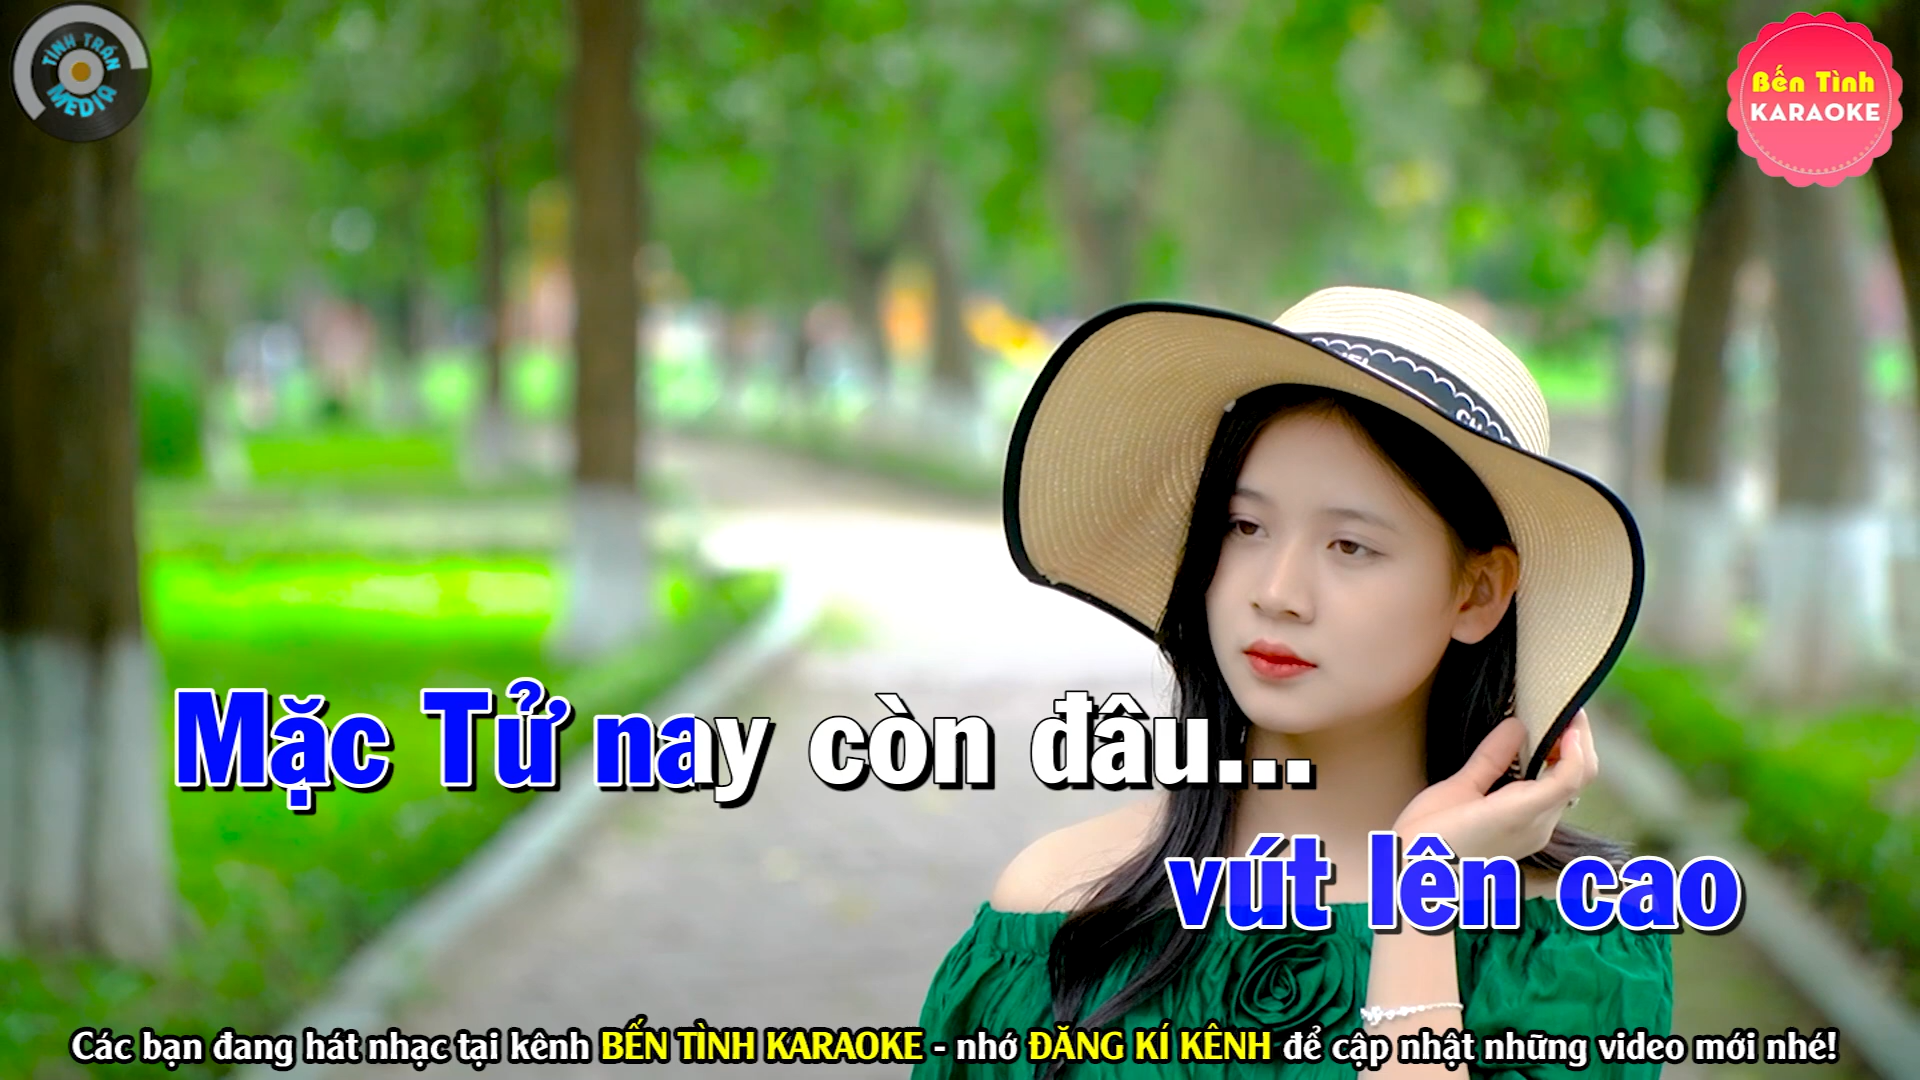 TÌNH TRẦN
MEDIA
Bến Tình
KARAOKE
Mặc Tử nay còn đâu...
vút lên cao
Các bạn đang hát nhạc tại kênh BẾN TÌNH KARAOKE - nhớ ĐĂNG KÍ KÊNH để cập nhật những video mới nhé!